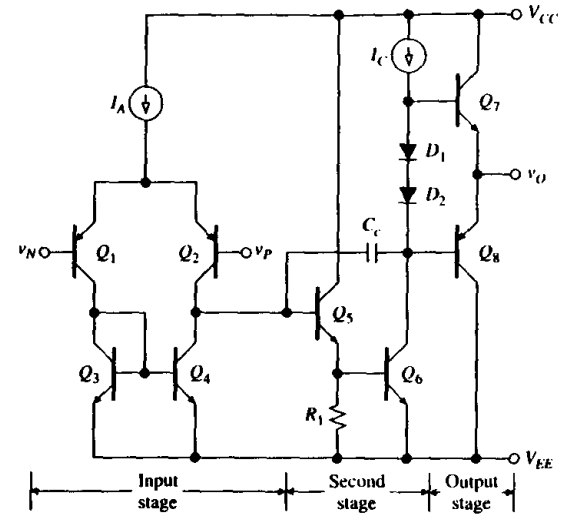 V_CC
I_C
I_A
Q_7
D_1
v_O
D_2
C_c
v_N
Q_1
Q_2
v_P
Q_8
Q_5
Q_3
Q_4
Q_6
R_1
V_EE
Input stage
Second stage
Output stage